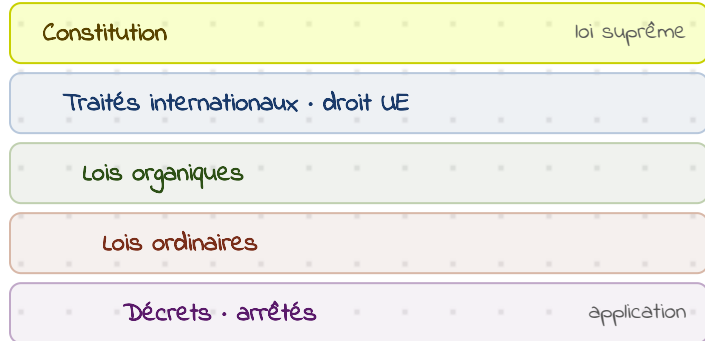 Constitution loi suprême
Traités internationaux · droit UE
Lois organiques
Lois ordinaires
Décrets · arrêtés application